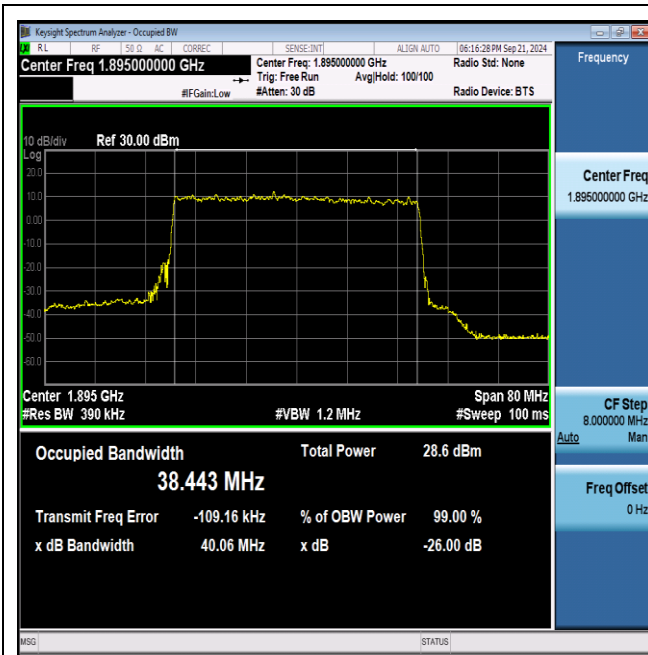 Keysight Spectrum Analyzer - Occupied BW
RL RF 50 Ω AC CORREC SENSE:INT ALIGN AUTO 06:16:28 PM Sep 21, 2024
Center Freq 1.895000000 GHz
Center Freq: 1.895000000 GHz Radio Std: None
Trig: Free Run Avg|Hold: 100/100
#IFGain:Low #Atten: 30 dB Radio Device: BTS
10 dB/div Ref 30.00 dBm
Log
20.0
10.0
0.00
-10.0
-20.0
-30.0
-40.0
-50.0
-60.0
Center 1.895 GHz Span 80 MHz
#Res BW 390 kHz #VBW 1.2 MHz #Sweep 100 ms
Occupied Bandwidth Total Power 28.6 dBm
38.443 MHz
Transmit Freq Error -109.16 kHz % of OBW Power 99.00 %
x dB Bandwidth 40.06 MHz x dB -26.00 dB
MSG STATUS
Frequency
Center Freq
1.895000000 GHz
CF Step
8.000000 MHz
Auto Man
Freq Offset
0 Hz